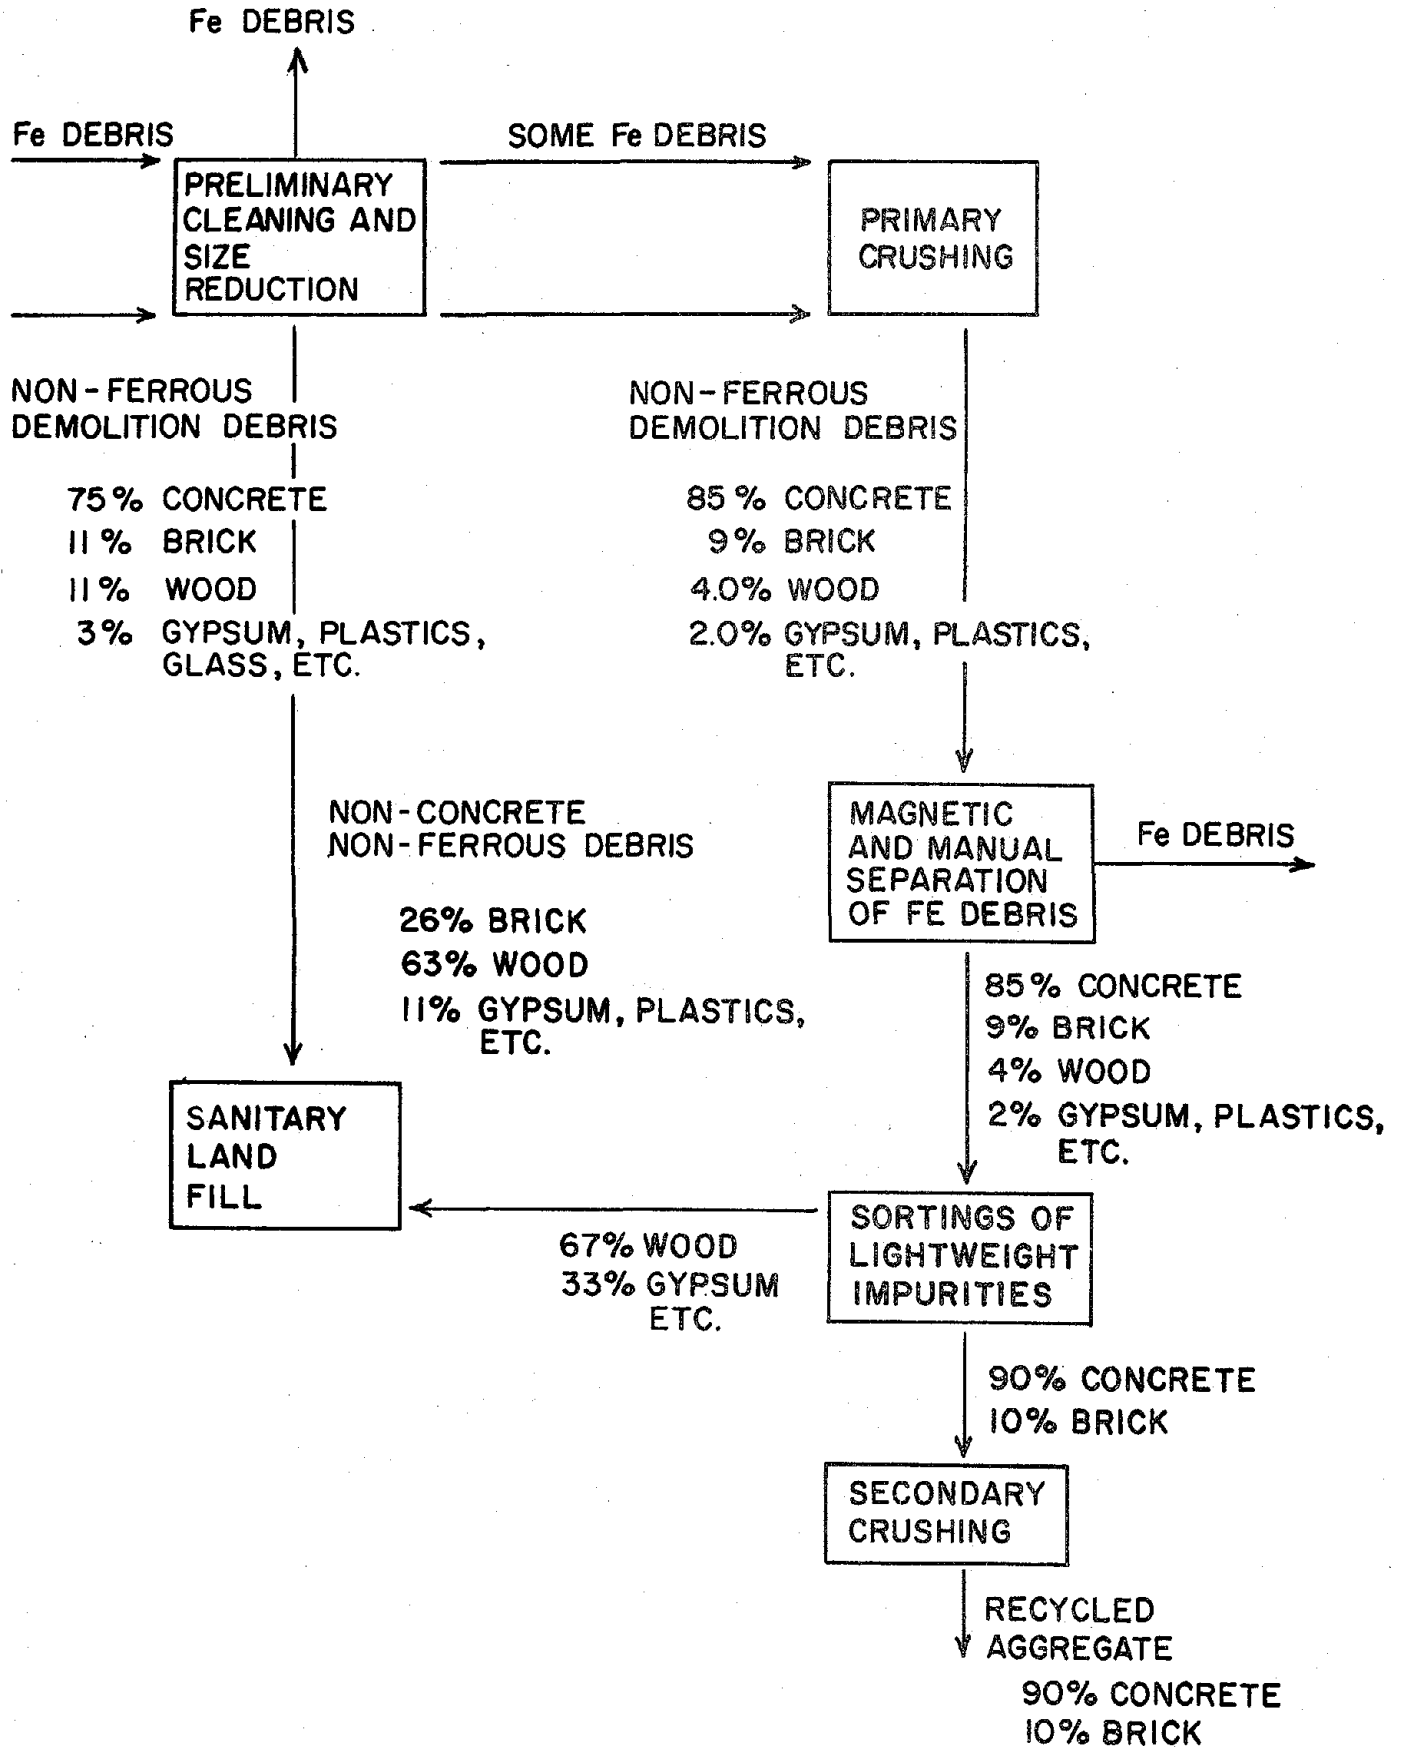 Fe DEBRIS
Fe DEBRIS
SOME Fe DEBRIS
PRELIMINARY
CLEANING AND
SIZE
REDUCTION
PRIMARY
CRUSHING
NON-FERROUS
DEMOLITION DEBRIS
75% CONCRETE
11% BRICK
11% WOOD
3% GYPSUM, PLASTICS,
GLASS, ETC.
NON-FERROUS
DEMOLITION DEBRIS
85% CONCRETE
9% BRICK
4.0% WOOD
2.0% GYPSUM, PLASTICS,
ETC.
NON-CONCRETE
NON-FERROUS DEBRIS
26% BRICK
63% WOOD
11% GYPSUM, PLASTICS,
ETC.
MAGNETIC
AND MANUAL
SEPARATION
OF FE DEBRIS
Fe DEBRIS
85% CONCRETE
9% BRICK
4% WOOD
2% GYPSUM, PLASTICS,
ETC.
SANITARY
LAND
FILL
67% WOOD
33% GYPSUM
ETC.
SORTINGS OF
LIGHTWEIGHT
IMPURITIES
90% CONCRETE
10% BRICK
SECONDARY
CRUSHING
RECYCLED
AGGREGATE
90% CONCRETE
10% BRICK